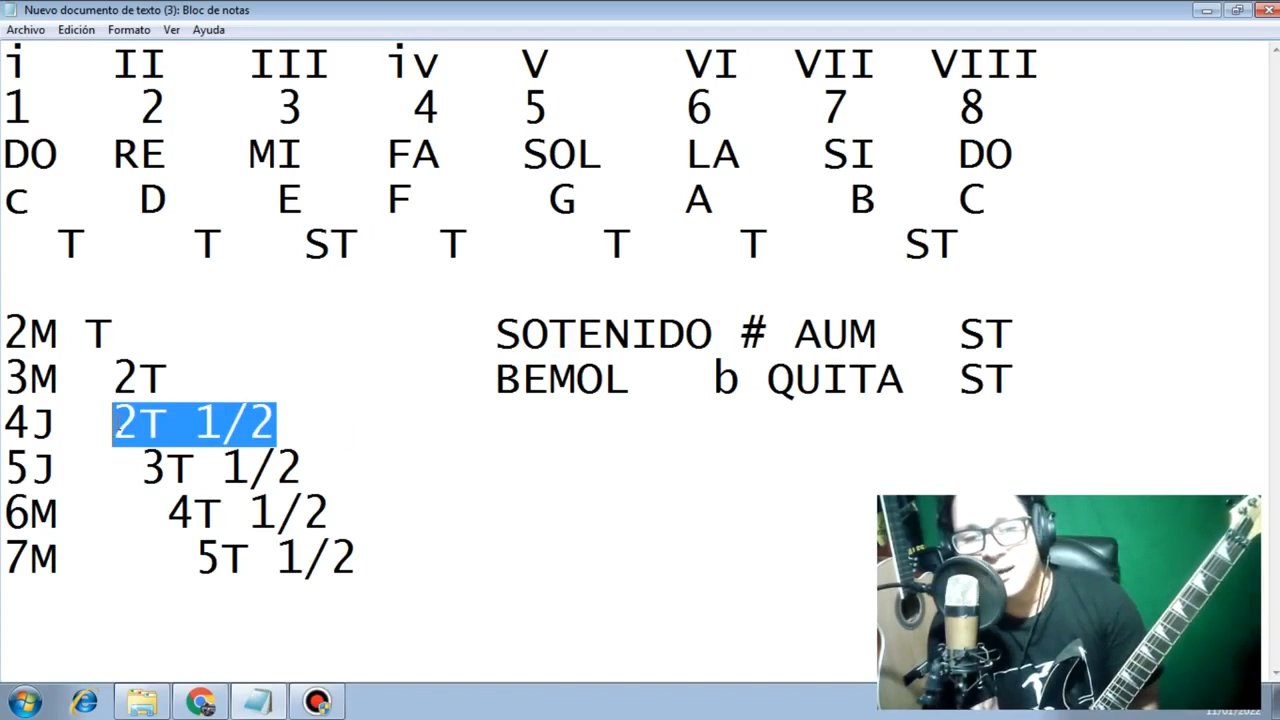 Nuevo documento de texto (3): Bloc de notas
Archivo Edición Formato Ver Ayuda
i II III iv V VI VII VIII
1 2 3 4 5 6 7 8
DO RE MI FA SOL LA SI DO
c D E F G A B C
T T ST T T T ST
2M T SOTENIDO # AUM ST
3M 2T BEMOL b QUITA ST
4J 2T 1/2
5J 3T 1/2
6M 4T 1/2
7M 5T 1/2
11/01/2022